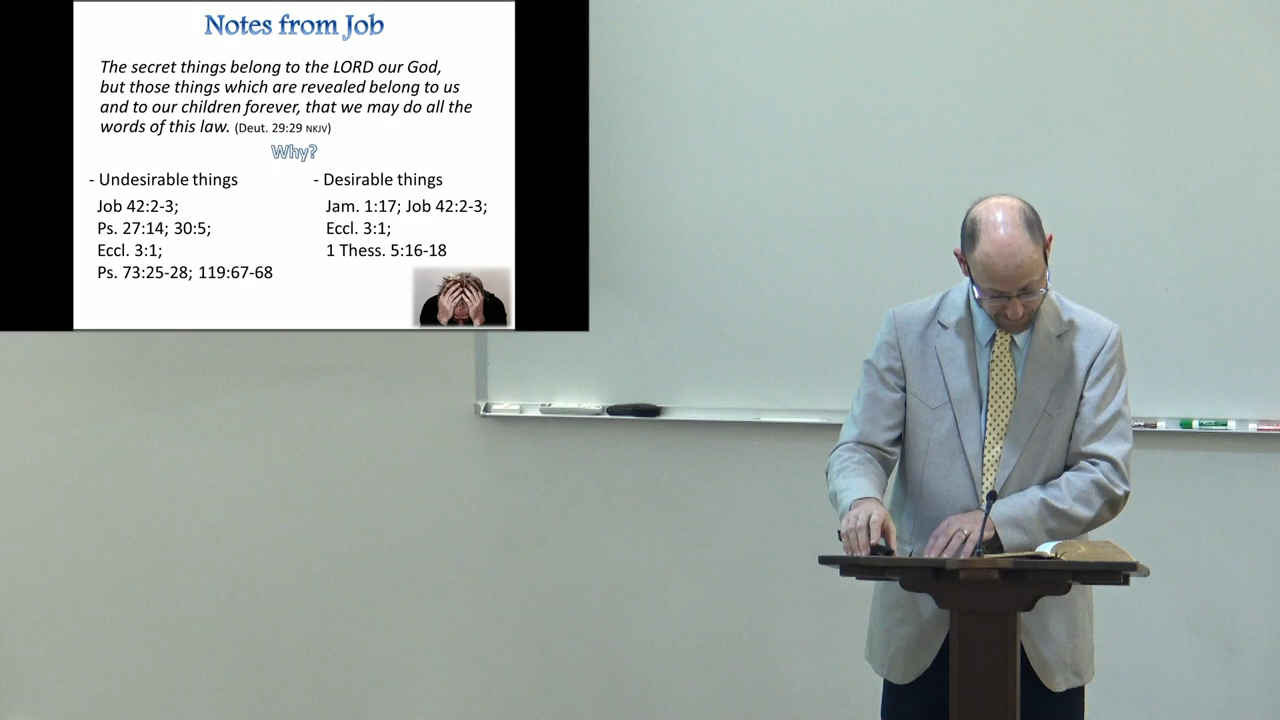 Notes from Job
The secret things belong to the LORD our God,
but those things which are revealed belong to us
and to our children forever, that we may do all the
words of this law. (Deut. 29:29 NKJV)
Why?
- Undesirable things
Job 42:2-3;
Ps. 27:14; 30:5;
Eccl. 3:1;
Ps. 73:25-28; 119:67-68
- Desirable things
Jam. 1:17; Job 42:2-3;
Eccl. 3:1;
1 Thess. 5:16-18